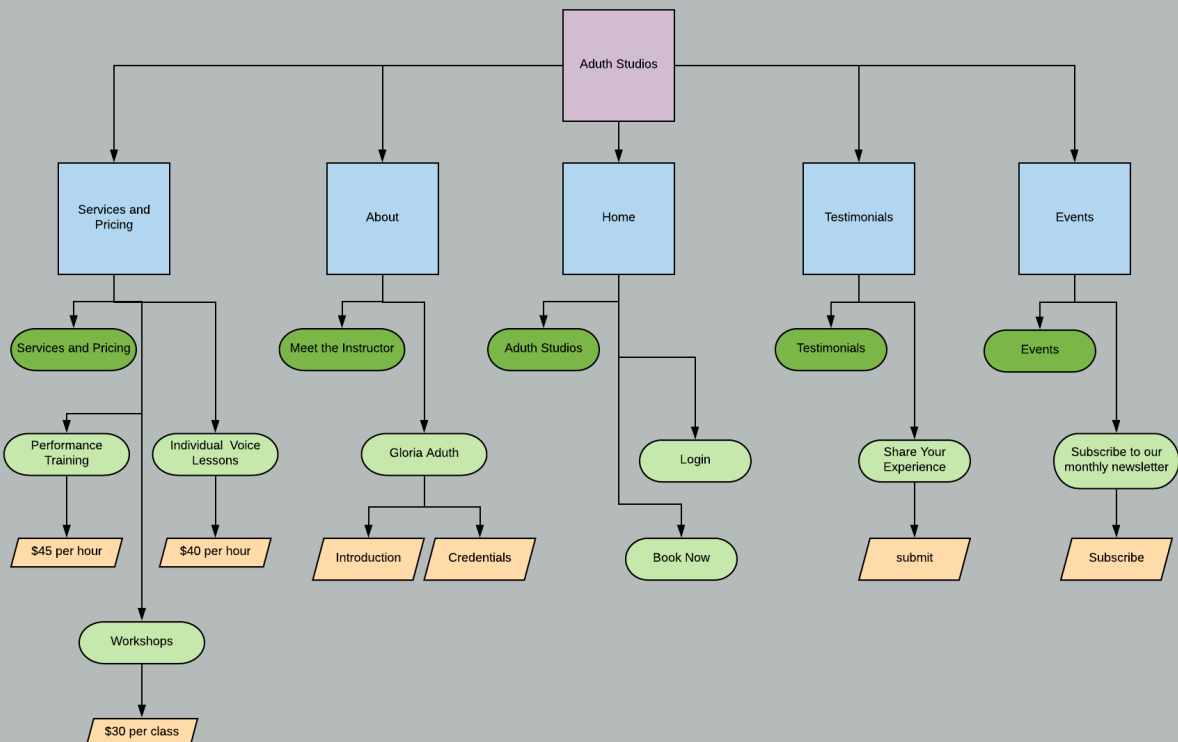 Aduth Studios
Services and
Pricing
About
Home
Testimonials
Events
Services and Pricing
Meet the Instructor
Aduth Studios
Testimonials
Events
Performance
Training
Individual  Voice
Lessons
Gloria Aduth
Login
Share Your
Experience
Subscribe to our
monthly newsletter
$45 per hour
$40 per hour
Introduction
Credentials
Book Now
submit
Subscribe
Workshops
$30 per class